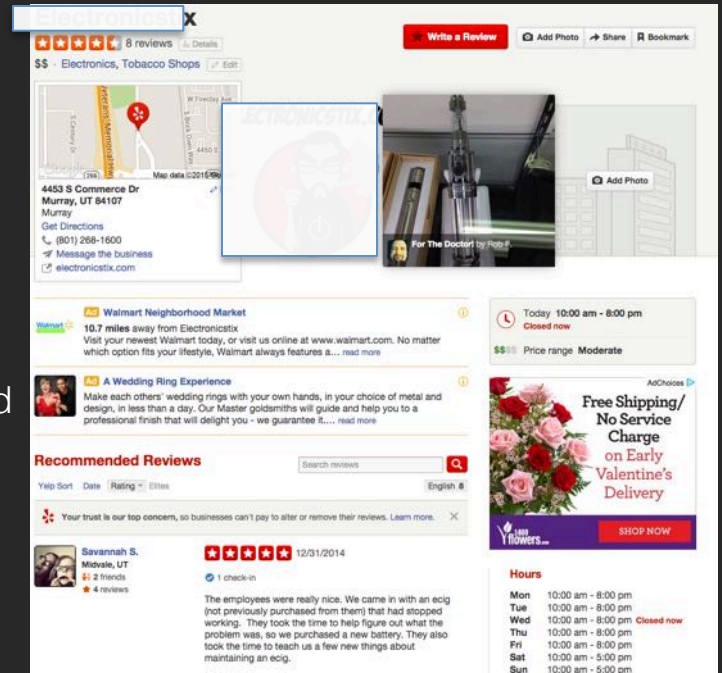 Electronicstix
8 reviews Details
$$ · Electronics, Tobacco Shops Edit
Write a Review
Add Photo
Share
Bookmark
W Fireclay Ave
S Century Dr
4450 S
266
Map data ©2015
4453 S Commerce Dr
Murray, UT 84107
Murray
Get Directions
(801) 268-1600
Message the business
electronicstix.com
For The Doctor! by Rob F.
Add Photo
d
Walmart
Ad Walmart Neighborhood Market
10.7 miles away from Electronicstix
Visit your newest Walmart today, or visit us online at www.walmart.com. No matter
which option fits your lifestyle, Walmart always features a... read more
Ad A Wedding Ring Experience
Make each others' wedding rings with your own hands, in your choice of metal and
design, in less than a day. Our Master goldsmiths will guide and help you to a
professional finish that will delight you - we guarantee it.... read more
Today 10:00 am - 8:00 pm
Closed now
$$$$ Price range Moderate
AdChoices
Free Shipping/
No Service
Charge
on Early
Valentine's
Delivery
1800
flowers.com
SHOP NOW
Recommended Reviews
Search reviews
Yelp Sort Date Rating Elites
English 8
Your trust is our top concern, so businesses can't pay to alter or remove their reviews. Learn more.
Savannah S.
Midvale, UT
2 friends
4 reviews
12/31/2014
1 check-in
The employees were really nice. We came in with an ecig
(not previously purchased from them) that had stopped
working. They took the time to help figure out what the
problem was, so we purchased a new battery. They also
took the time to teach us a few new things about
maintaining an ecig.
Hours
Mon 10:00 am - 8:00 pm
Tue 10:00 am - 8:00 pm
Wed 10:00 am - 8:00 pm Closed now
Thu 10:00 am - 8:00 pm
Fri 10:00 am - 8:00 pm
Sat 10:00 am - 5:00 pm
Sun 10:00 am - 5:00 pm